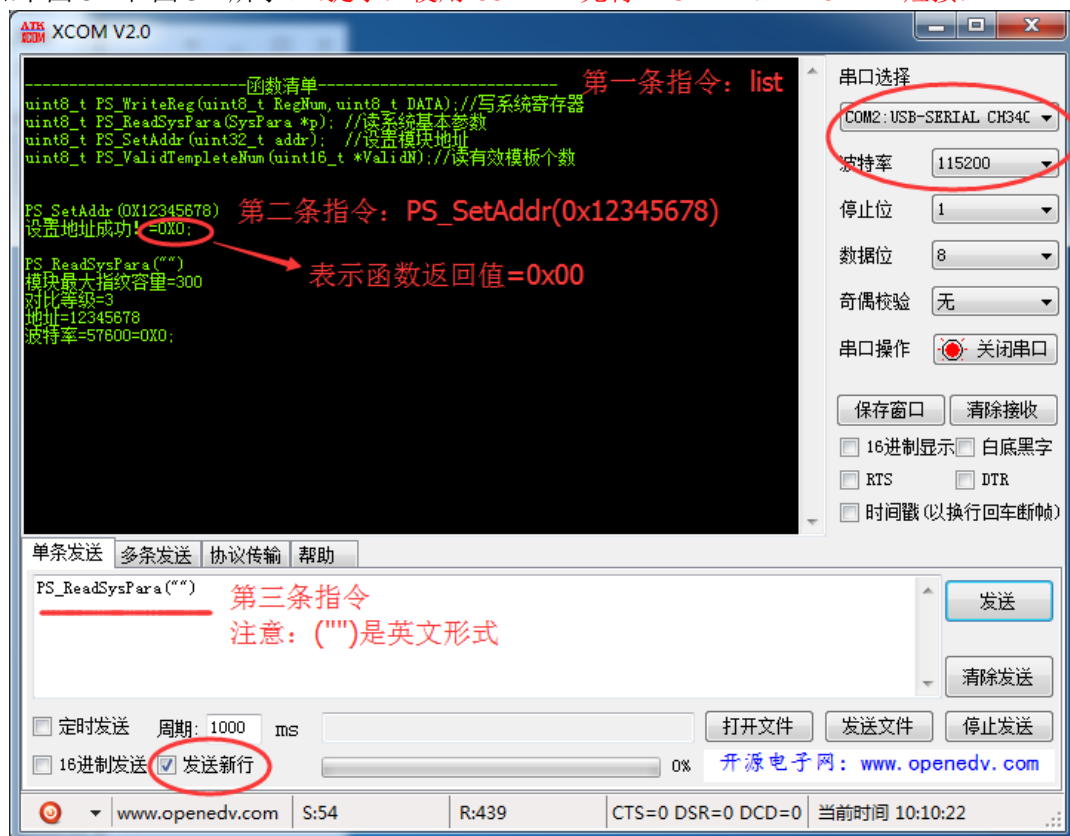 XCOM V2.0
-------------------------函数清单---------------------------
第一条指令：list
uint8_t PS_WriteReg(uint8_t RegNum,uint8_t DATA);//写系统寄存器
uint8_t PS_ReadSysPara(SysPara *p); //读系统基本参数
uint8_t PS_SetAddr(uint32_t addr);  //设置模块地址
uint8_t PS_ValidTempleteNum(uint16_t *ValidN);//读有效模板个数
PS_SetAddr(0X12345678)
第二条指令：PS_SetAddr(0x12345678)
设置地址成功！=0X0;
表示函数返回值=0x00
PS_ReadSysPara("")
模块最大指纹容量=300
对比等级=3
地址=12345678
波特率=57600=0X0;
串口选择
COM2:USB-SERIAL CH34C
波特率 115200
停止位 1
数据位 8
奇偶校验 无
串口操作 关闭串口
保存窗口 清除接收
16进制显示 白底黑字
RTS DTR
时间戳(以换行回车断帧)
单条发送 多条发送 协议传输 帮助
PS_ReadSysPara("")
第三条指令
注意：("")是英文形式
发送
清除发送
定时发送 周期: 1000 ms 打开文件 发送文件 停止发送
16进制发送 发送新行 0% 开源电子网：www.openedv.com
www.openedv.com S:54 R:439 CTS=0 DSR=0 DCD=0 当前时间 10:10:22